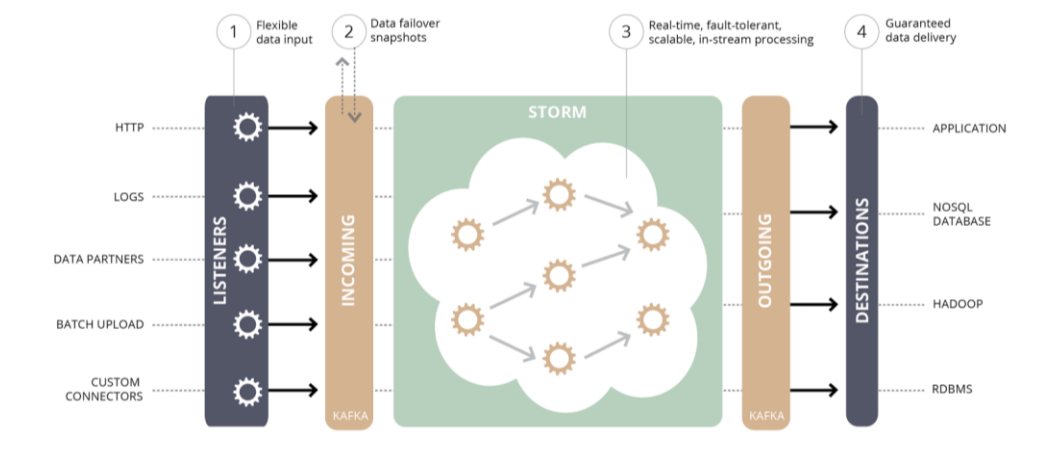 1
Flexible
data input
2
Data failover
snapshots
3
Real-time, fault-tolerant,
scalable, in-stream processing
4
Guaranteed
data delivery
HTTP
LOGS
DATA PARTNERS
BATCH UPLOAD
CUSTOM
CONNECTORS
LISTENERS
INCOMING
KAFKA
STORM
OUTGOING
KAFKA
DESTINATIONS
APPLICATION
NOSQL
DATABASE
HADOOP
RDBMS